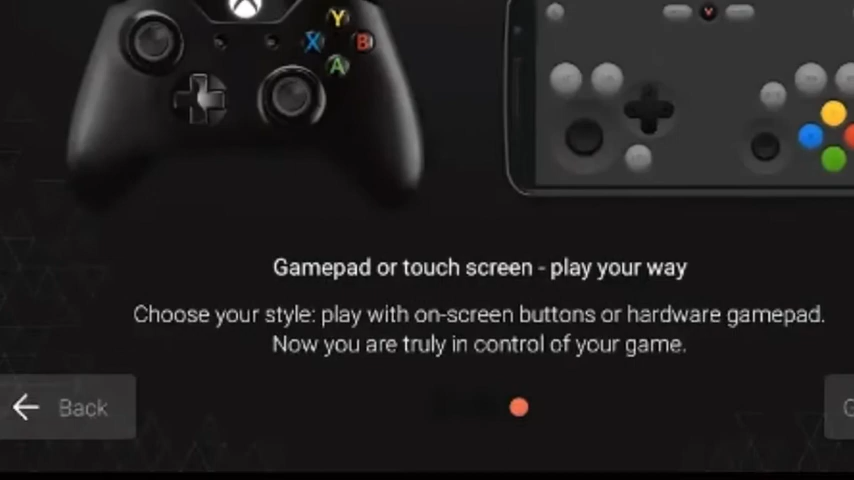 Y
X B
A
Y
Gamepad or touch screen - play your way
Choose your style: play with on-screen buttons or hardware gamepad.
Now you are truly in control of your game.
Back